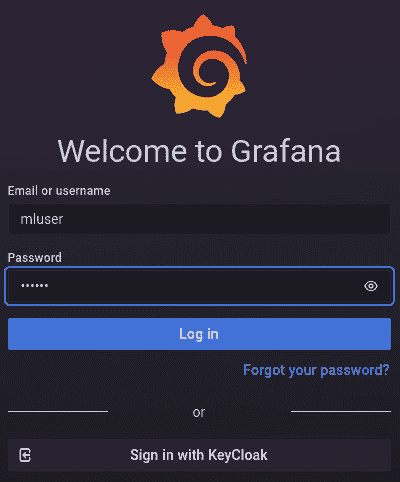 Welcome to Grafana
Email or username
mluser
Password
••••••
Log in
Forgot your password?
or
Sign in with KeyCloak